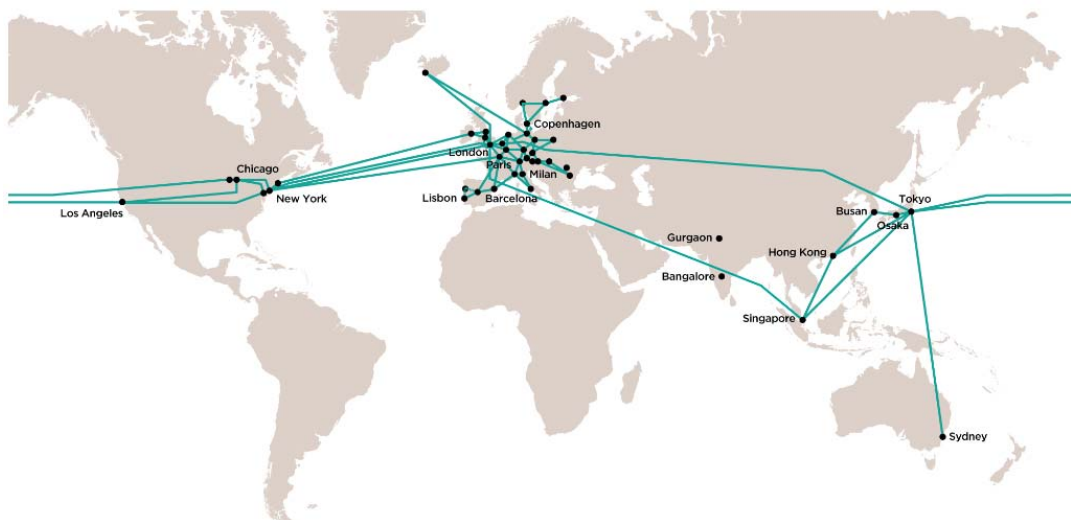 Copenhagen
London
Chicago
Paris
Milan
New York
Lisbon
Barcelona
Los Angeles
Tokyo
Busan
Osaka
Gurgaon
Hong Kong
Bangalore
Singapore
Sydney